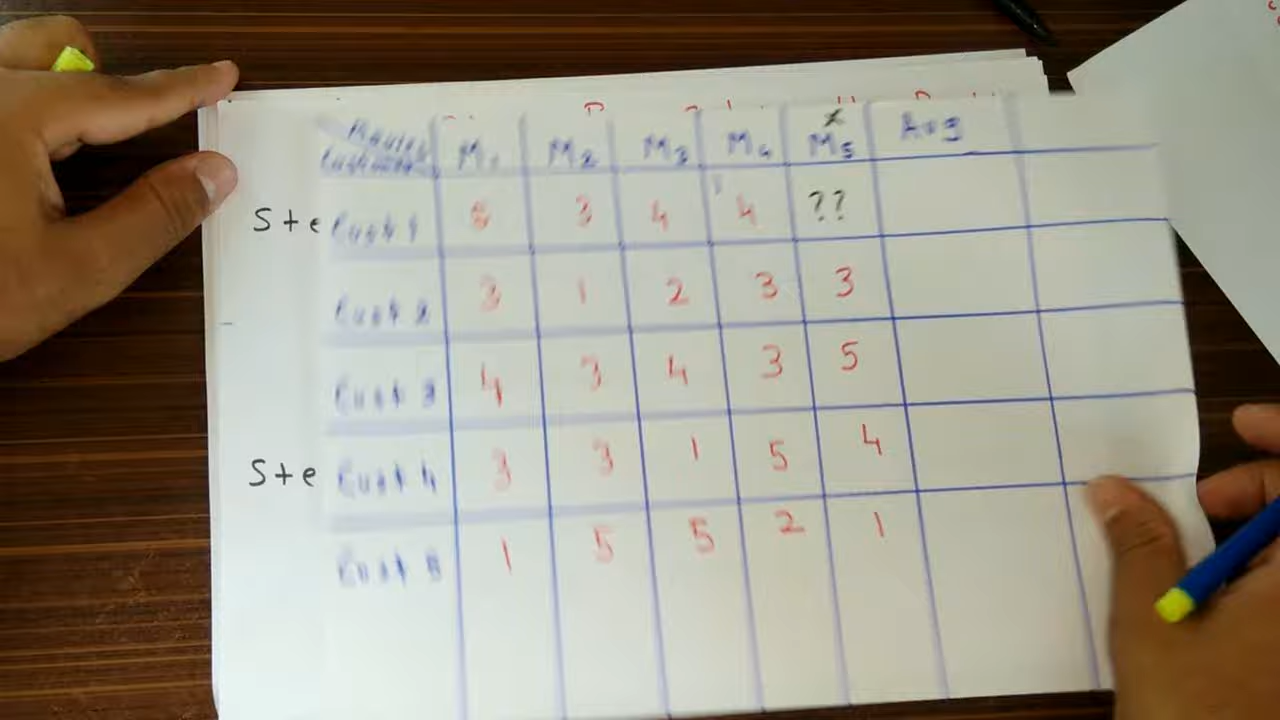 x
M1 M2 M3 M4 M5 Avg
Ste Cust 1 5 3 4 4 ??
Cust 2 3 1 2 3 3
Cust 3 4 3 4 3 5
Ste Cust 4 3 3 1 5 4
Cust 5 1 5 5 2 1